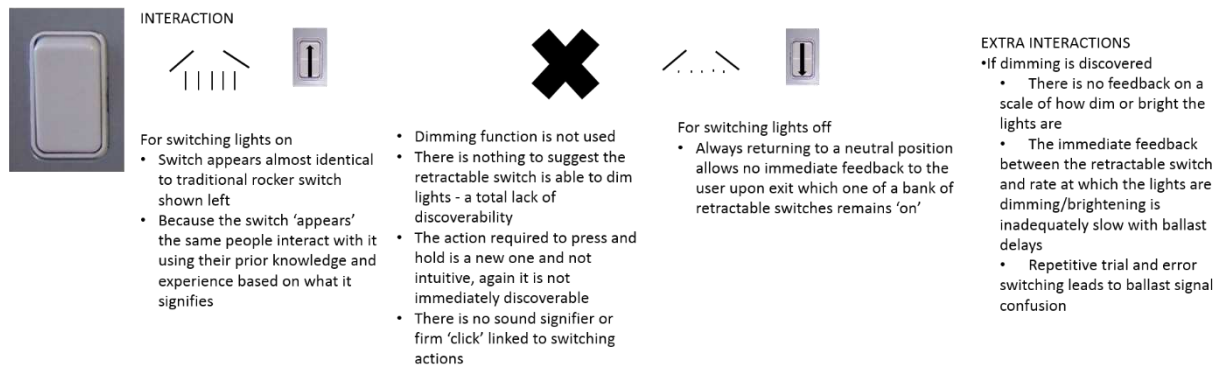 INTERACTION
For switching lights on
• Switch appears almost identical
to traditional rocker switch
shown left
• Because the switch ‘appears’
the same people interact with it
using their prior knowledge and
experience based on what it
signifies
• Dimming function is not used
• There is nothing to suggest the
retractable switch is able to dim
lights - a total lack of
discoverability
• The action required to press and
hold is a new one and not
intuitive, again it is not
immediately discoverable
• There is no sound signifier or
firm ‘click’ linked to switching
actions
For switching lights off
• Always returning to a neutral position
allows no immediate feedback to the
user upon exit which one of a bank of
retractable switches remains ‘on’
EXTRA INTERACTIONS
•If dimming is discovered
• There is no feedback on a
scale of how dim or bright the
lights are
• The immediate feedback
between the retractable switch
and rate at which the lights are
dimming/brightening is
inadequately slow with ballast
delays
• Repetitive trial and error
switching leads to ballast signal
confusion